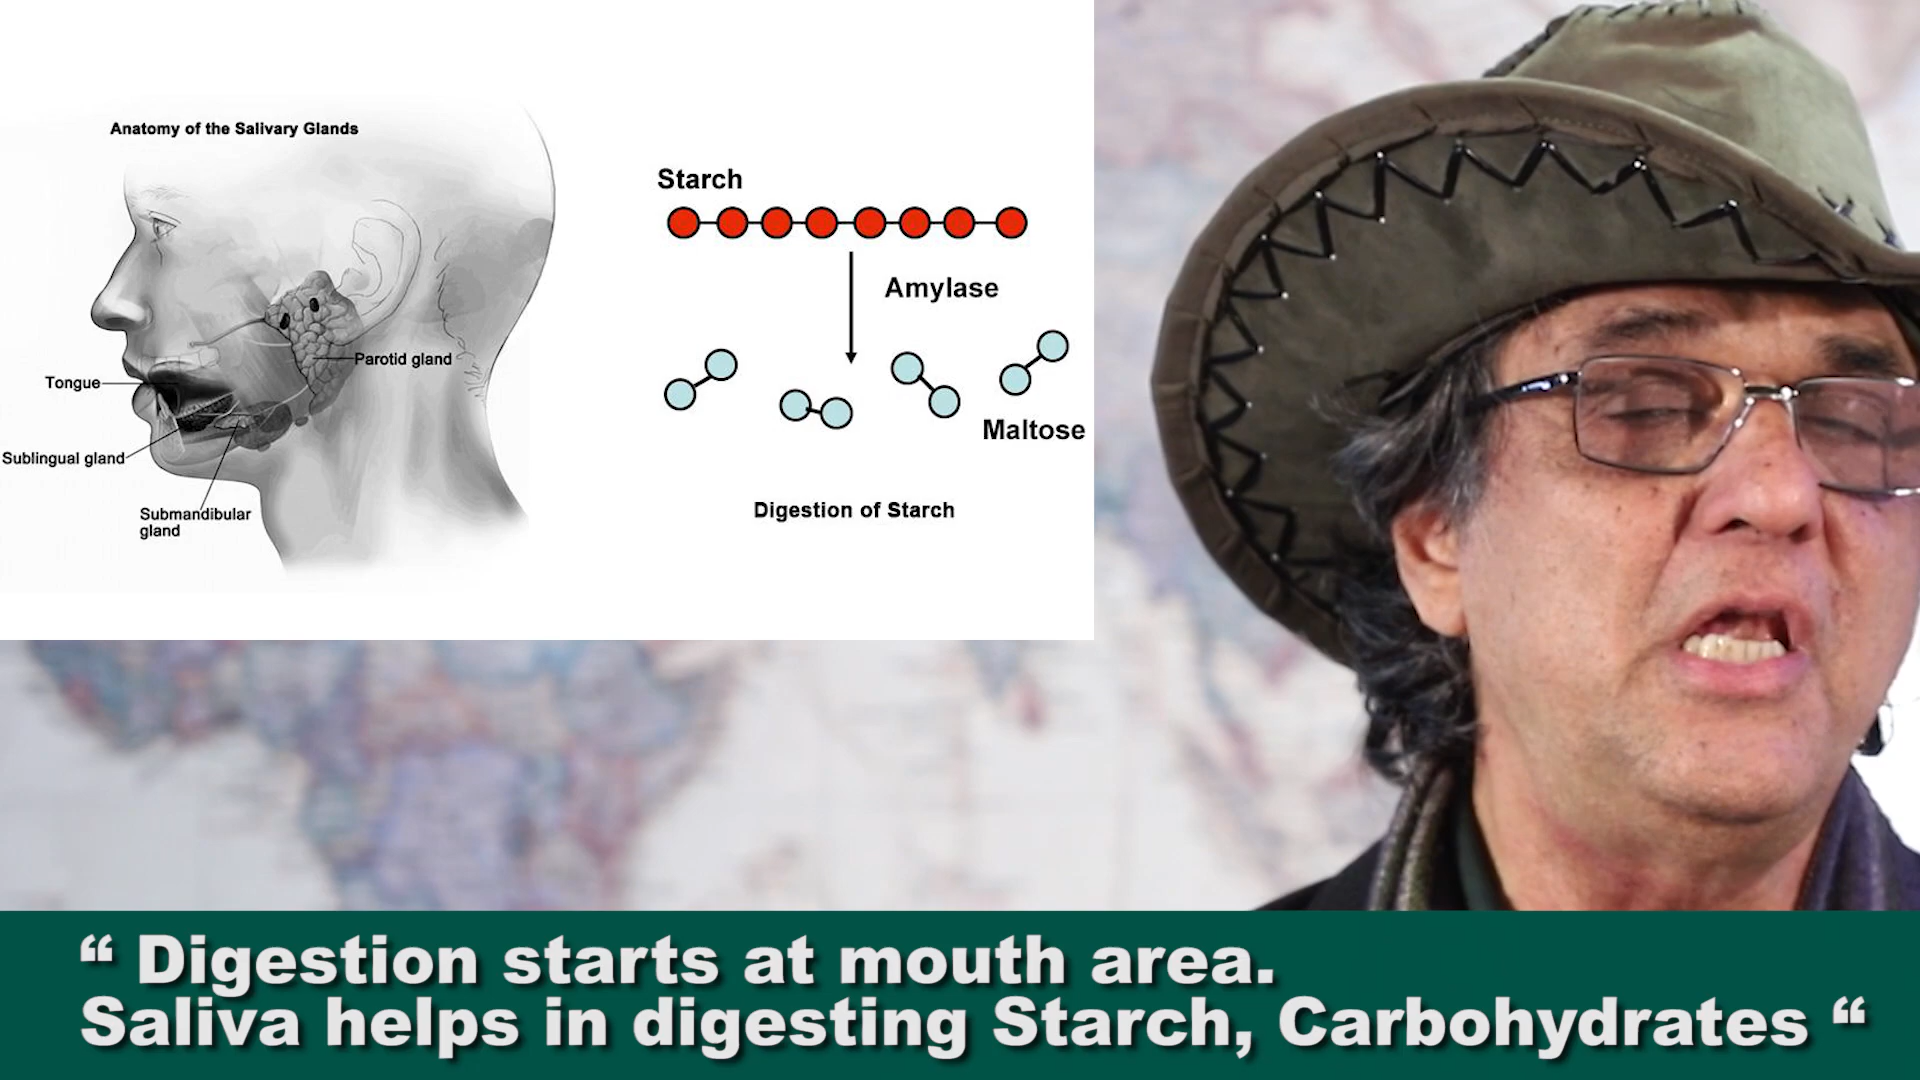 Anatomy of the Salivary Glands
Parotid gland
Tongue
Sublingual gland
Submandibular
gland
Starch
Amylase
Maltose
Digestion of Starch
“ Digestion starts at mouth area.
Saliva helps in digesting Starch, Carbohydrates “